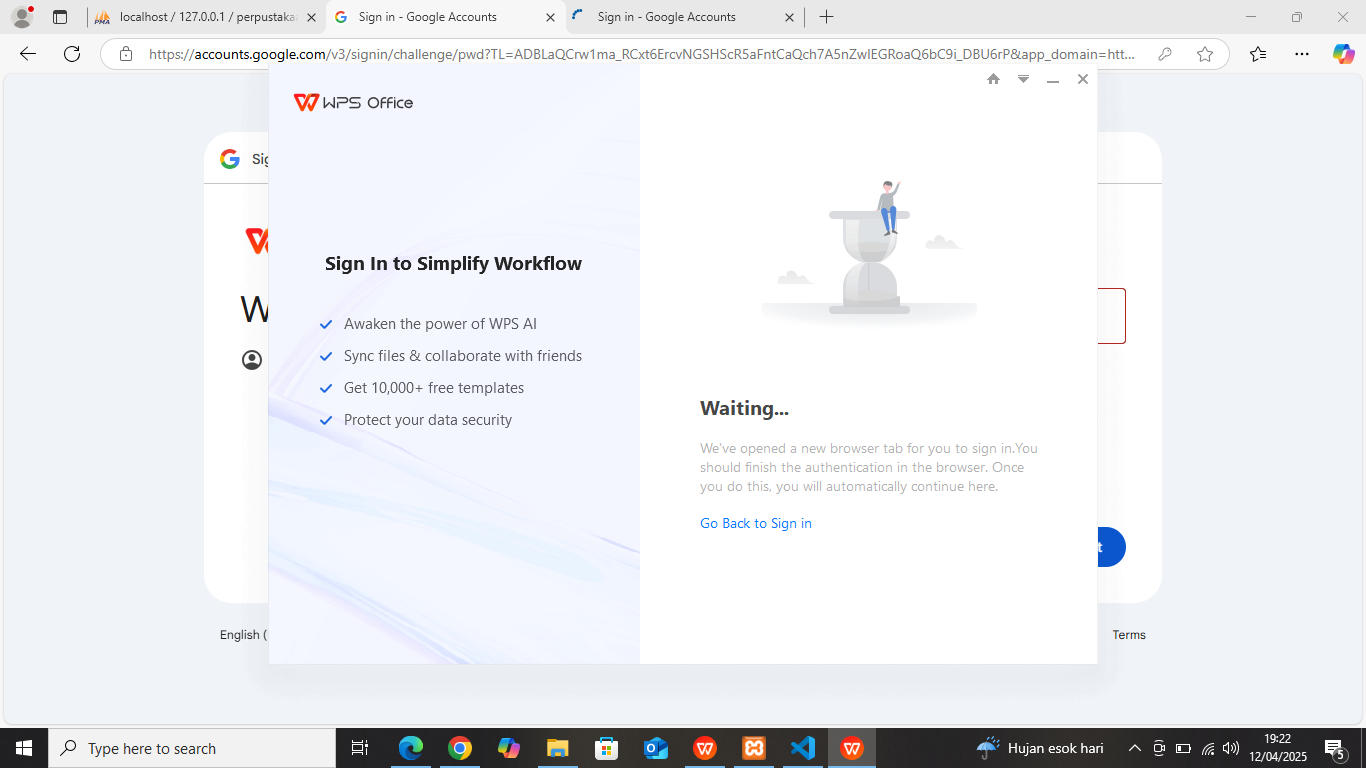 localhost / 127.0.0.1 / perpustaka
Sign in - Google Accounts
Sign in - Google Accounts
https://accounts.google.com/v3/signin/challenge/pwd?TL=ADBLaQCrw1ma_RCxt6ErcvNGSHScR5aFntCaQch7A5nZwIEGRoaQ6bC9i_DBU6rP&app_domain=htt...
WPS Office
Sig
W
Sign In to Simplify Workflow
Awaken the power of WPS AI
Sync files & collaborate with friends
Get 10,000+ free templates
Protect your data security
Waiting...
We've opened a new browser tab for you to sign in.You
should finish the authentication in the browser. Once
you do this, you will automatically continue here.
Go Back to Sign in
t
English (
Terms
Type here to search
Hujan esok hari
19:22
12/04/2025
5